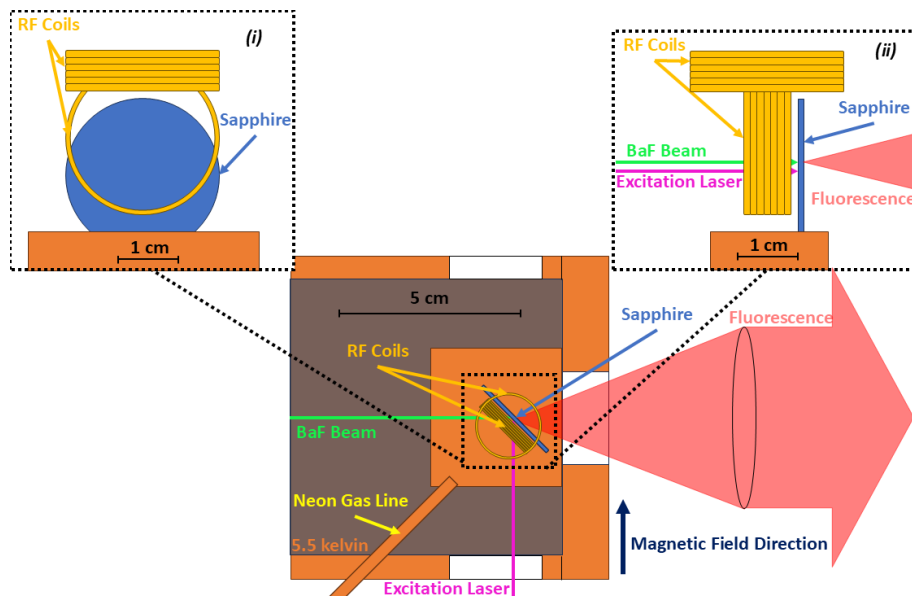 RF Coils
(i)
Sapphire
1 cm
RF Coils
(ii)
Sapphire
BaF Beam
Excitation Laser
Fluorescence
1 cm
5 cm
Sapphire
Fluorescence
RF Coils
BaF Beam
Neon Gas
Line
5.5 kelvin
Magnetic Field Direction
Excitation Laser